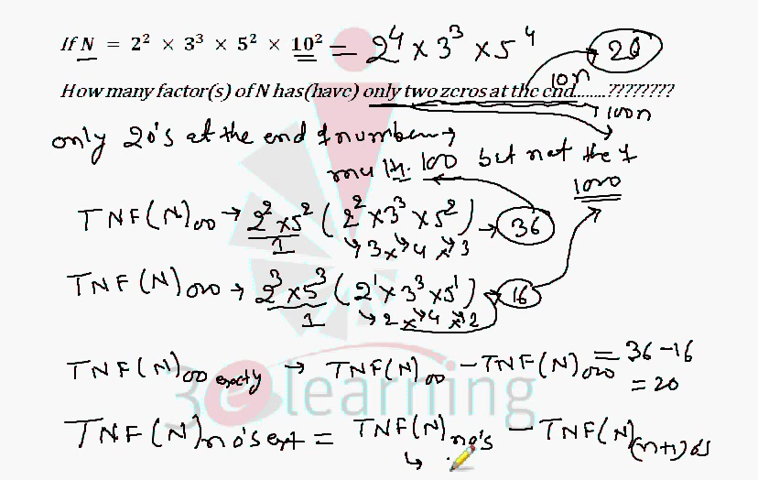 If N = 2² × 3³ × 5² × 10² = 2⁴ × 3³ × 5⁴ 20
10n
How many factor(s) of N has(have) only two zeros at the end.......????????
100n
only 20's at the end of number →
mult. 100 but not the of
1000
TNF(N)₀₀ → 2² × 5² (2² × 3³ × 5²) → 36
1 ↳ 3 × ↳ 4 × ↳ 3
TNF(N)₀₀₀ → 2³ × 5³ (2¹ × 3³ × 5¹) → 16
1 ↳ 2 × ↳ 4 × ↳ 2
TNF(N)₀₀ exactly → TNF(N)₀₀ - TNF(N)₀₀₀ = 36 - 16
= 20
TNF(N) n 0's ext = TNF(N) n 0's - TNF(N) (n+1) 0's
3e learning